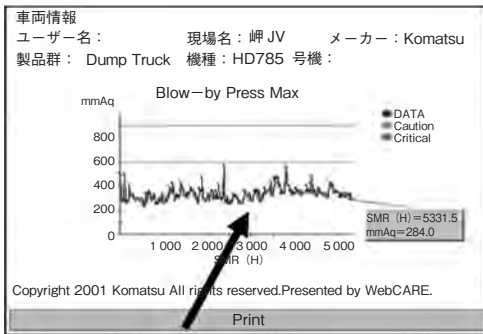 車両情報
ユーザー名： 現場名：岬 JV メーカー：Komatsu
製品群： Dump Truck 機種：HD785 号機：
Blow－by Press Max
mmAq
DATA
Caution
Critical
800
600
400
200
0
1 000 2 000 3 000 4 000 5 000
SMR（H）
SMR（H）=5331.5
mmAq=284.0
Copyright 2001 Komatsu All rights reserved.Presented by WebCARE.
Print